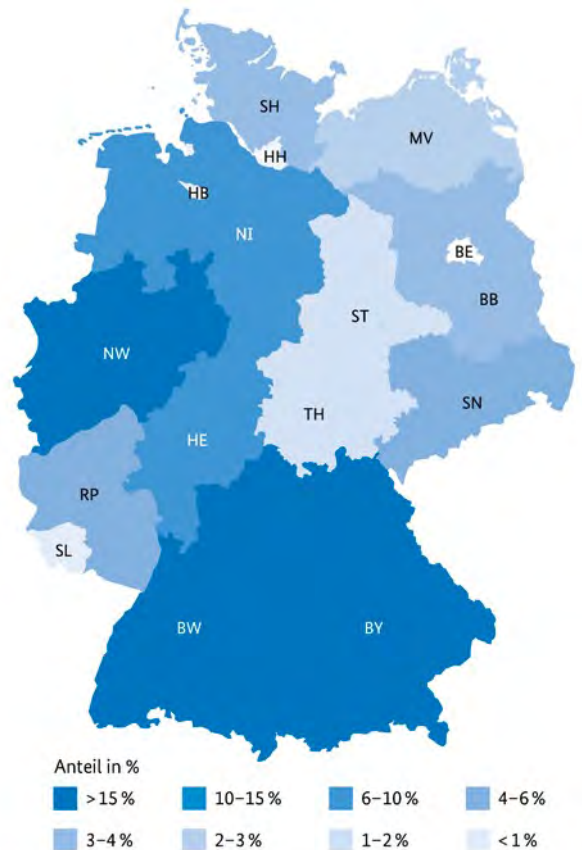 SH
MV
HH
HB
NI
BE
BB
ST
NW
SN
TH
HE
RP
SL
BW BY
Anteil in %
>15 % 10–15 % 6–10 % 4–6 %
3–4 % 2–3 % 1–2 % <1 %